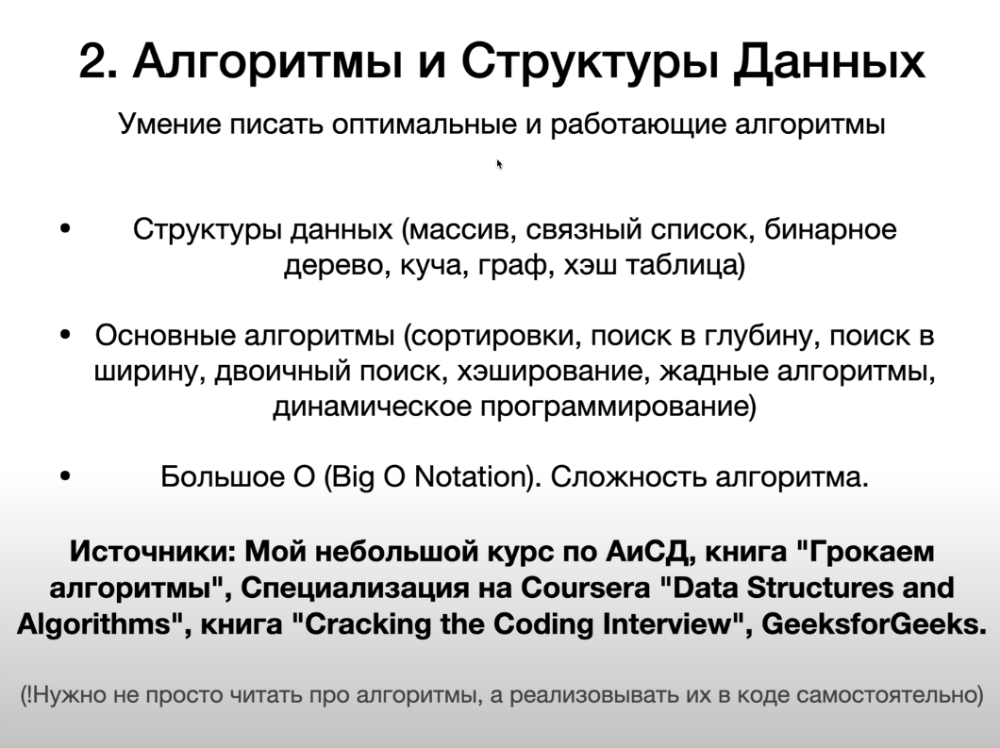 2. Алгоритмы и Структуры Данных
Умение писать оптимальные и работающие алгоритмы
• Структуры данных (массив, связный список, бинарное
дерево, куча, граф, хэш таблица)
• Основные алгоритмы (сортировки, поиск в глубину, поиск в
ширину, двоичный поиск, хэширование, жадные алгоритмы,
динамическое программирование)
• Большое О (Big O Notation). Сложность алгоритма.
Источники: Мой небольшой курс по АиСД, книга "Грокаем
алгоритмы", Специализация на Coursera "Data Structures and
Algorithms", книга "Cracking the Coding Interview", GeeksforGeeks.
(!Нужно не просто читать про алгоритмы, а реализовывать их в коде самостоятельно)